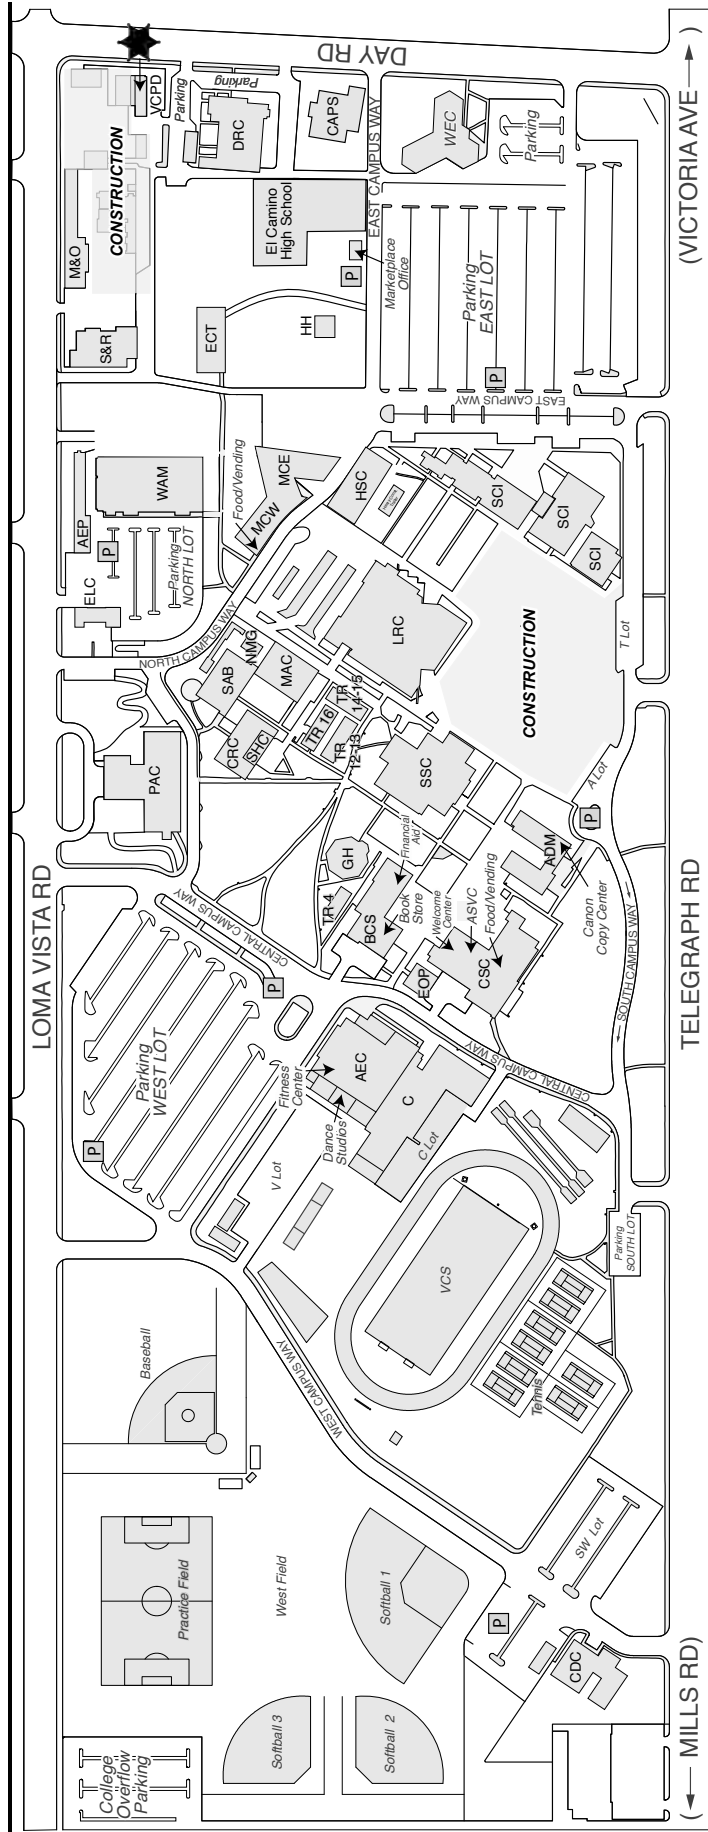 DAY RD
(VICTORIA AVE → )
LOMA VISTA RD
TELEGRAPH RD
( ← MILLS RD)
VCPD
Parking
Parking
CONSTRUCTION
DRC
CAPS
EAST CAMPUS WAY
WEC
Parking
M&O
El Camino
High School
Marketplace
Office
P
Parking
EAST LOT
P
S&R
ECT
HH
EAST CAMPUS WAY
AEP
WAM
P
Parking
NORTH LOT
ELC
Food/Vending
MCE
MCW
HSC
SCI
SCI
SCI
NORTH CAMPUS WAY
NMG
SAB
MAC
LRC
CONSTRUCTION
T Lot
CRC
SHC
TR 16
TR
14-15
TR
12-13
PAC
SSC
A Lot
P
GH
TR-4
BCS
Financial
Aid
Book
Store
ADM
Canon
Copy Center
Welcome
Center
ASVC
Food/Vending
CSC
EOP
← SOUTH CAMPUS WAY ←
CENTRAL CAMPUS WAY
P
Parking
WEST LOT
P
Fitness
Center
AEC
Dance
Studios
C
C Lot
V Lot
CENTRAL CAMPUS WAY
Parking
SOUTH LOT
VCS
Tennis
WEST CAMPUS WAY
Baseball
Practice Field
West Field
Softball 1
Softball 2
Softball 3
SW Lot
P
CDC
College
Overflow
Parking